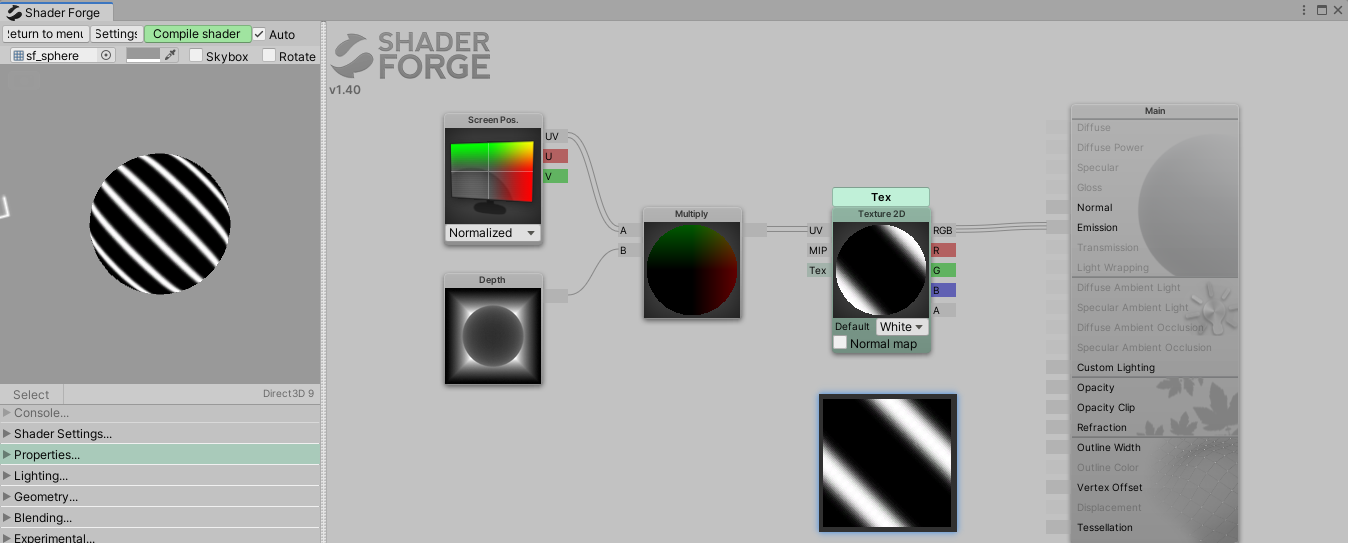 Shader Forge
eturn to menu Settings Compile shader Auto
sf_sphere Skybox Rotate
SHADER
FORGE
v1.40
Screen Pos.
UV
U
V
Normalized
Depth
Multiply
A
B
Tex
Texture 2D
UV RGB
MIP R
Tex G
B
A
Default White
Normal map
Main
Diffuse
Diffuse Power
Specular
Gloss
Normal
Emission
Transmission
Light Wrapping
Diffuse Ambient Light
Specular Ambient Light
Diffuse Ambient Occlusion
Specular Ambient Occlusion
Custom Lighting
Opacity
Opacity Clip
Refraction
Outline Width
Outline Color
Vertex Offset
Displacement
Tessellation
Select Direct3D 9
Console...
Shader Settings...
Properties...
Lighting...
Geometry...
Blending...
Experimental...